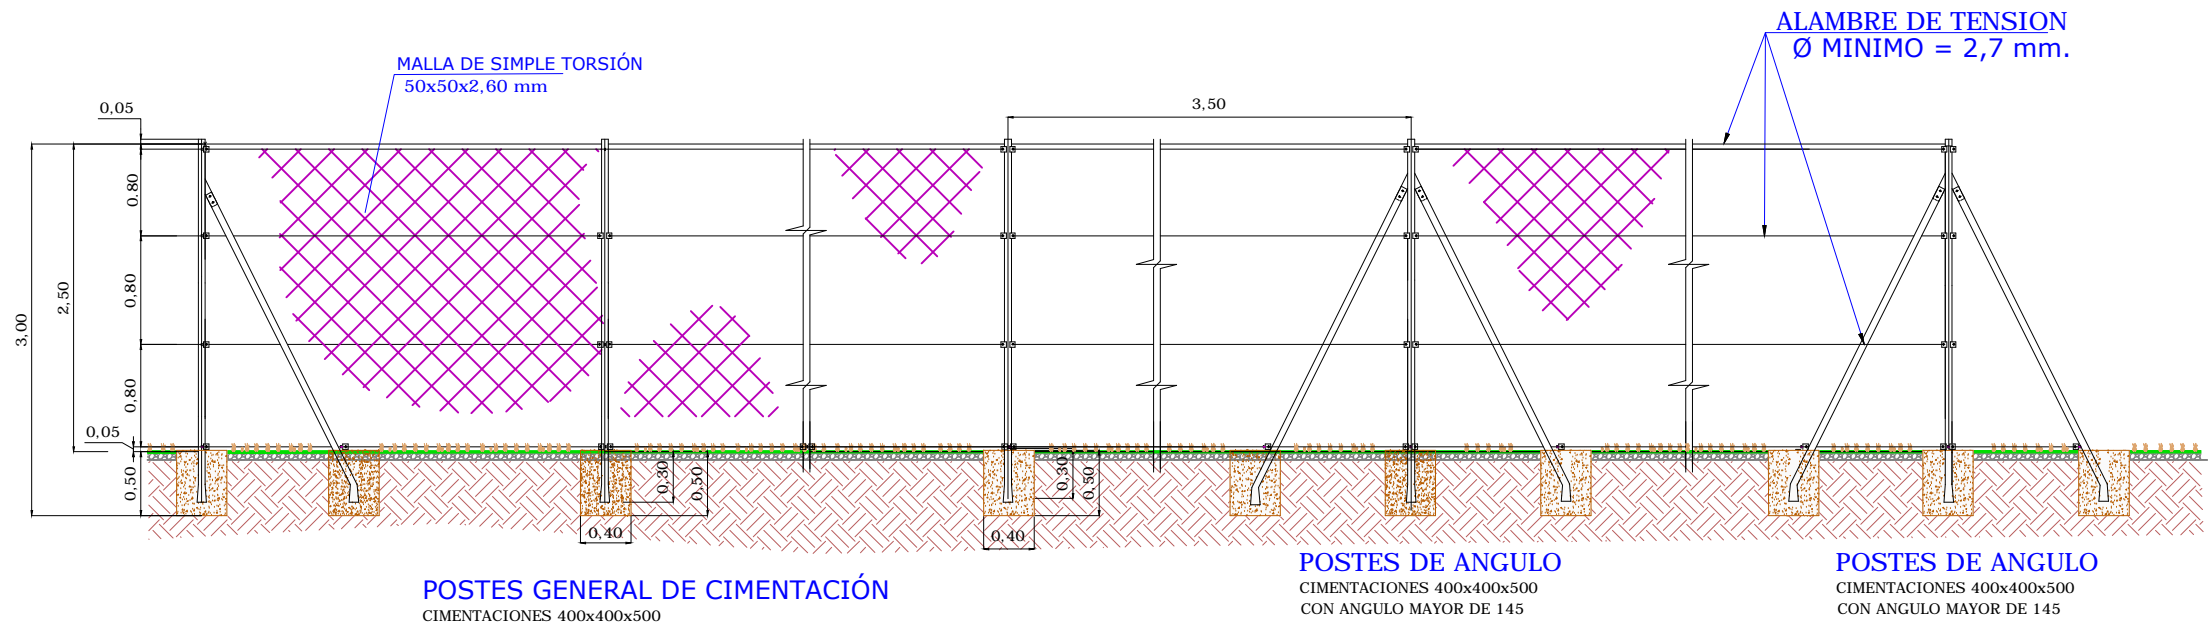 ALAMBRE DE TENSION
Ø MINIMO = 2,7 mm.
MALLA DE SIMPLE TORSIÓN
50x50x2,60 mm
0,05
3,50
0.80
0,80
0,80
2,50
3,00
0,05
0,50
0,30
0,50
0,40
0,30
0,50
0,40
POSTES GENERAL DE CIMENTACIÓN
CIMENTACIONES 400x400x500
POSTES DE ANGULO
CIMENTACIONES 400x400x500
CON ANGULO MAYOR DE 145
POSTES DE ANGULO
CIMENTACIONES 400x400x500
CON ANGULO MAYOR DE 145